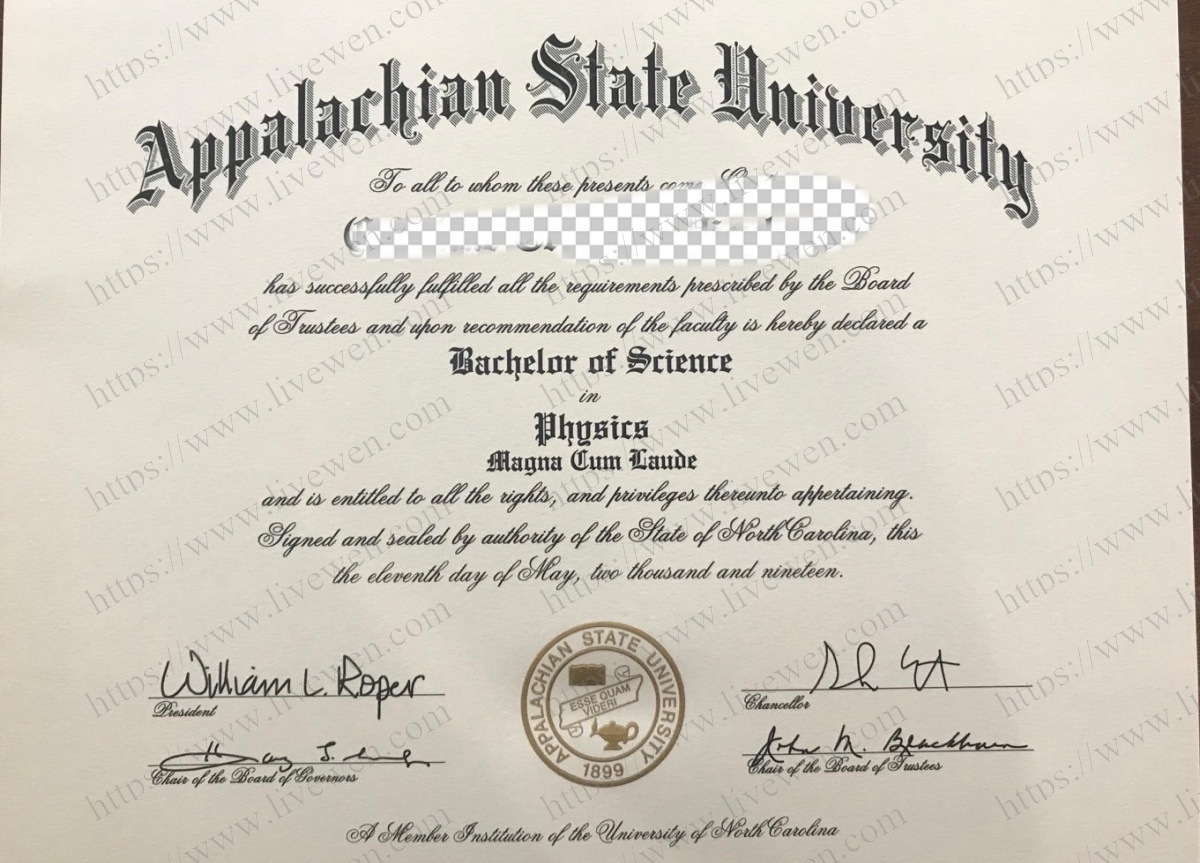 Appalachian State University
To all to whom these presents
has successfully fulfilled all the requirements prescribed by the Board
of Trustees and upon recommendation of the faculty is hereby declared a
Bachelor of Science
in
Physics
Magna Cum Laude
and is entitled to all the rights, and privileges thereunto appertaining.
Signed and sealed by authority of the State of North Carolina, this
the eleventh day of May, two thousand and nineteen.
William L. Roper
President
Chair of the Board of Governors
APPALACHIAN STATE UNIVERSITY
ESSE QUAM
VIDERI
1899
Chancellor
John M. Blackburn
Chair of the Board of Trustees
A Member Institution of the University of North Carolina
https://www.livewen.com